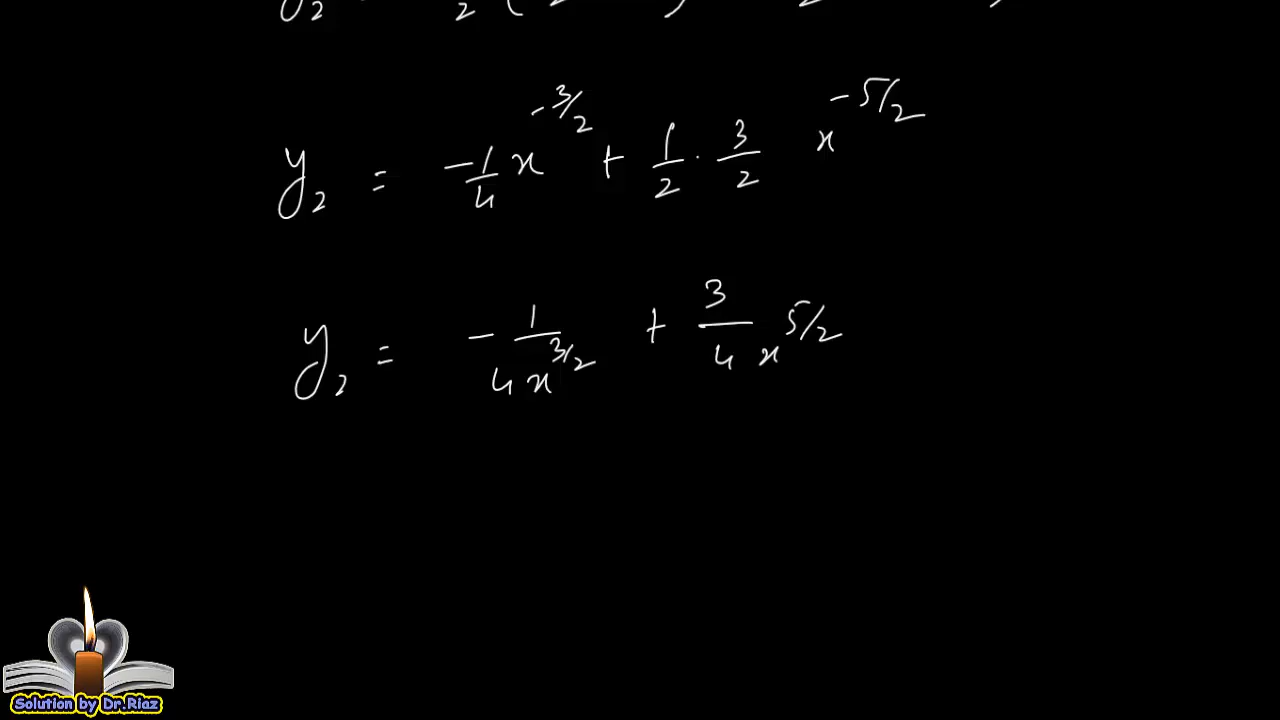 y₂ = -1/4 x^{-3/2} + 1/2 · 3/2 x^{-5/2}
y₂ = - 1/4x^{3/2} + 3/4x^{5/2}
Solution by Dr.Riaz